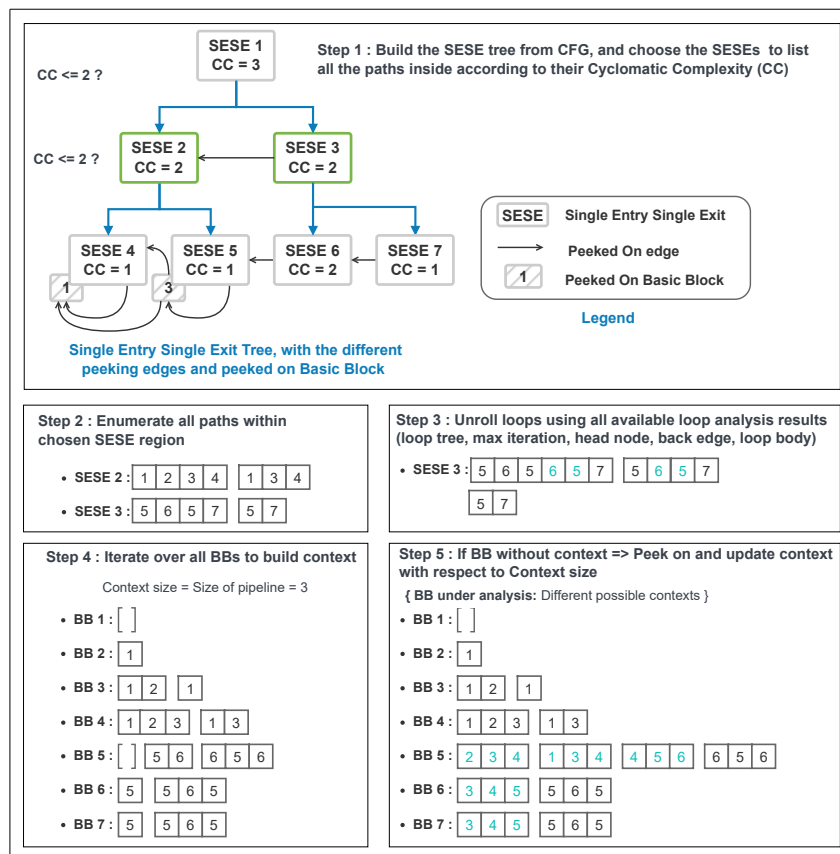 SESE 1
CC = 3
Step 1 : Build the SESE tree from CFG, and choose the SESEs to list
all the paths inside according to their Cyclomatic Complexity (CC)
CC <= 2 ?
SESE 2
CC = 2
SESE 3
CC = 2
CC <= 2 ?
SESE 4
CC = 1
SESE 5
CC = 1
SESE 6
CC = 2
SESE 7
CC = 1
1
3
SESE Single Entry Single Exit
Peeked On edge
1 Peeked On Basic Block
Legend
Single Entry Single Exit Tree, with the different
peeking edges and peeked on Basic Block
Step 2 : Enumerate all paths within
chosen SESE region
• SESE 2 : 1 2 3 4 1 3 4
• SESE 3 : 5 6 5 7 5 7
Step 3 : Unroll loops using all available loop analysis results
(loop tree, max iteration, head node, back edge, loop body)
• SESE 3 : 5 6 5 6 5 7 5 6 5 7
5 7
Step 4 : Iterate over all BBs to build context
Context size = Size of pipeline = 3
• BB 1 : [ ]
• BB 2 : 1
• BB 3 : 1 2 1
• BB 4 : 1 2 3 1 3
• BB 5 : [ ] 5 6 6 5 6
• BB 6 : 5 5 6 5
• BB 7 : 5 5 6 5
Step 5 : If BB without context => Peek on and update context
with respect to Context size
{ BB under analysis: Different possible contexts }
• BB 1 : [ ]
• BB 2 : 1
• BB 3 : 1 2 1
• BB 4 : 1 2 3 1 3
• BB 5 : 2 3 4 1 3 4 4 5 6 6 5 6
• BB 6 : 3 4 5 5 6 5
• BB 7 : 3 4 5 5 6 5